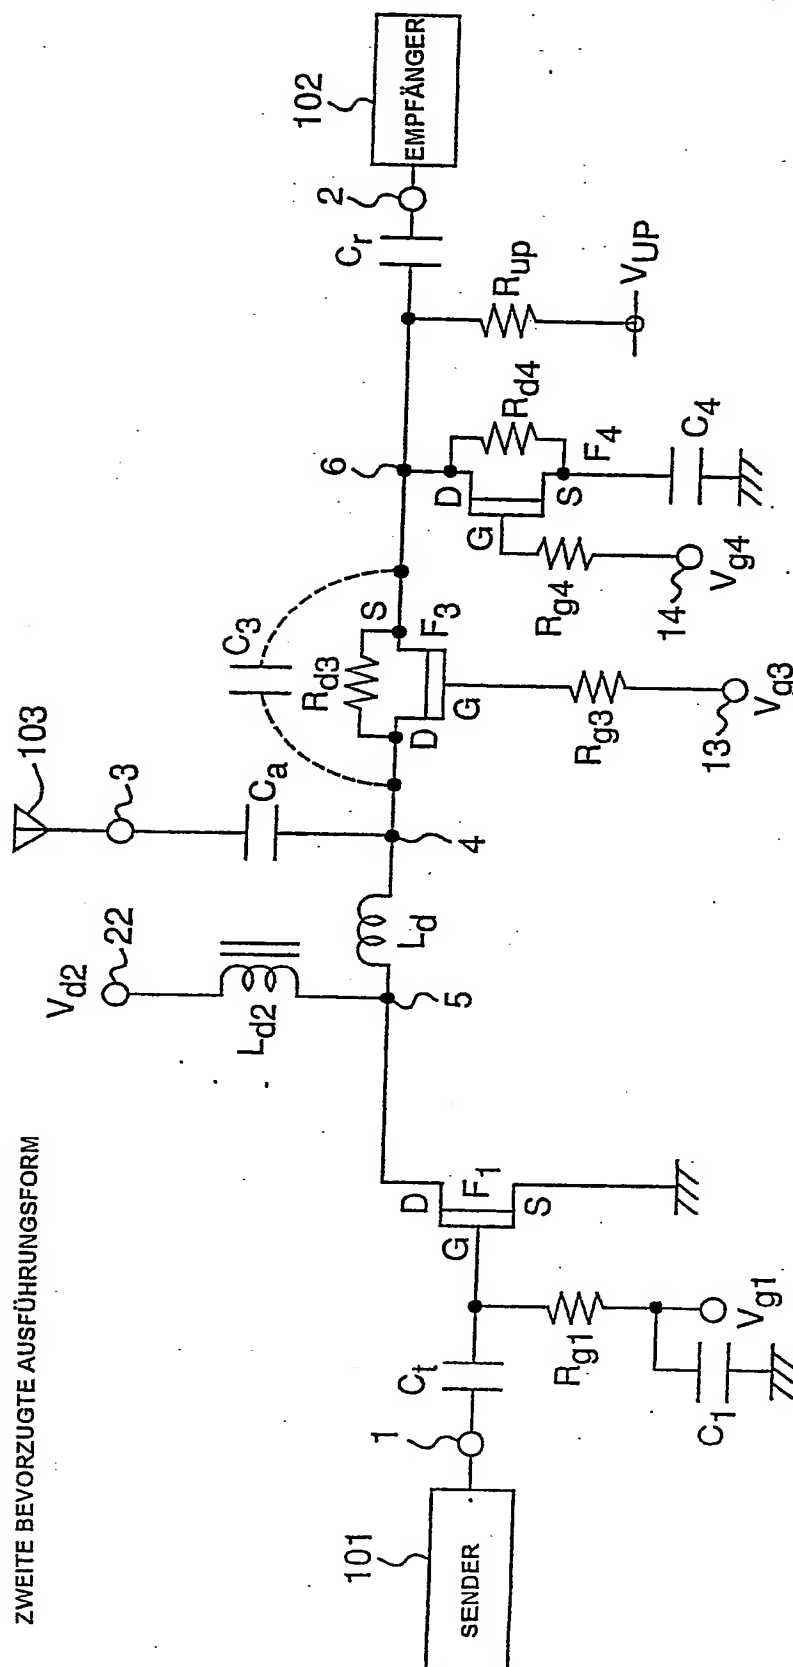 ZWEITE BEVORZUGTE AUSFÜHRUNGSFORM
101
SENDER
1
Ct
Rg1
C1
Vg1
G
D
F1
S
Vd2
22
Ld2
5
Ld
4
103
3
Ca
C3
Rd3
D
S
G
F3
Rg3
13
Vg3
6
D
G
S
Rd4
F4
C4
Rg4
14
Vg4
Rup
VUP
Cr
2
102
EMPFÄNGER